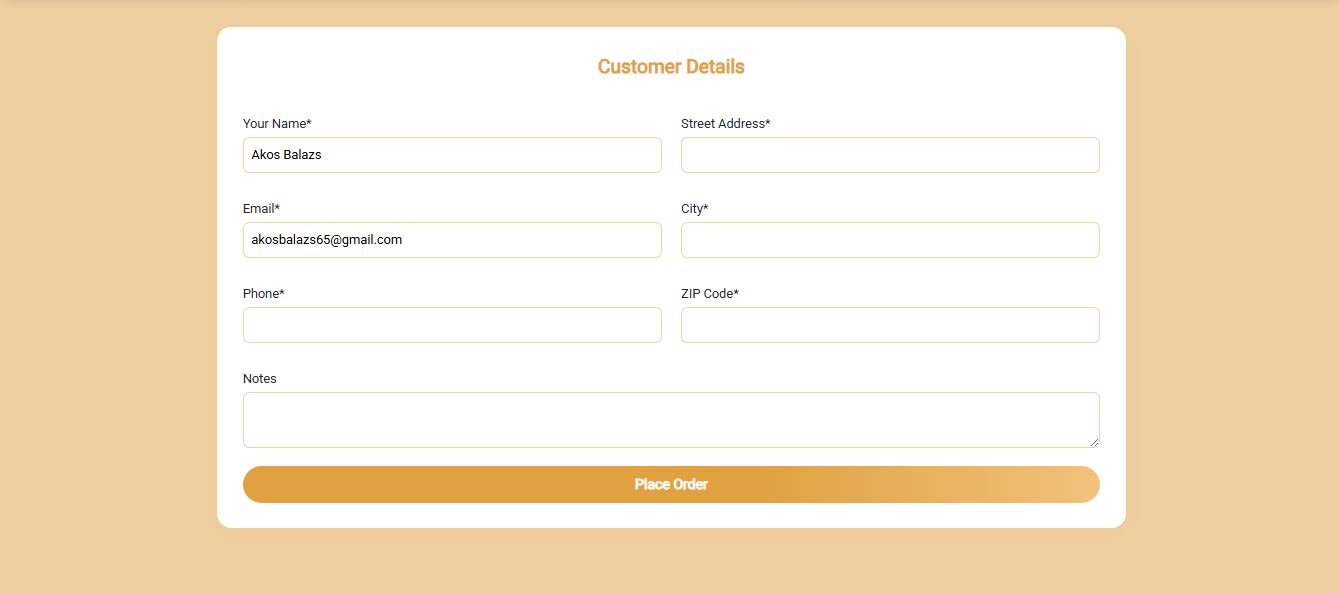 Customer Details
Your Name*
Akos Balazs
Street Address*
Email*
akosbalazs65@gmail.com
City*
Phone*
ZIP Code*
Notes
Place Order